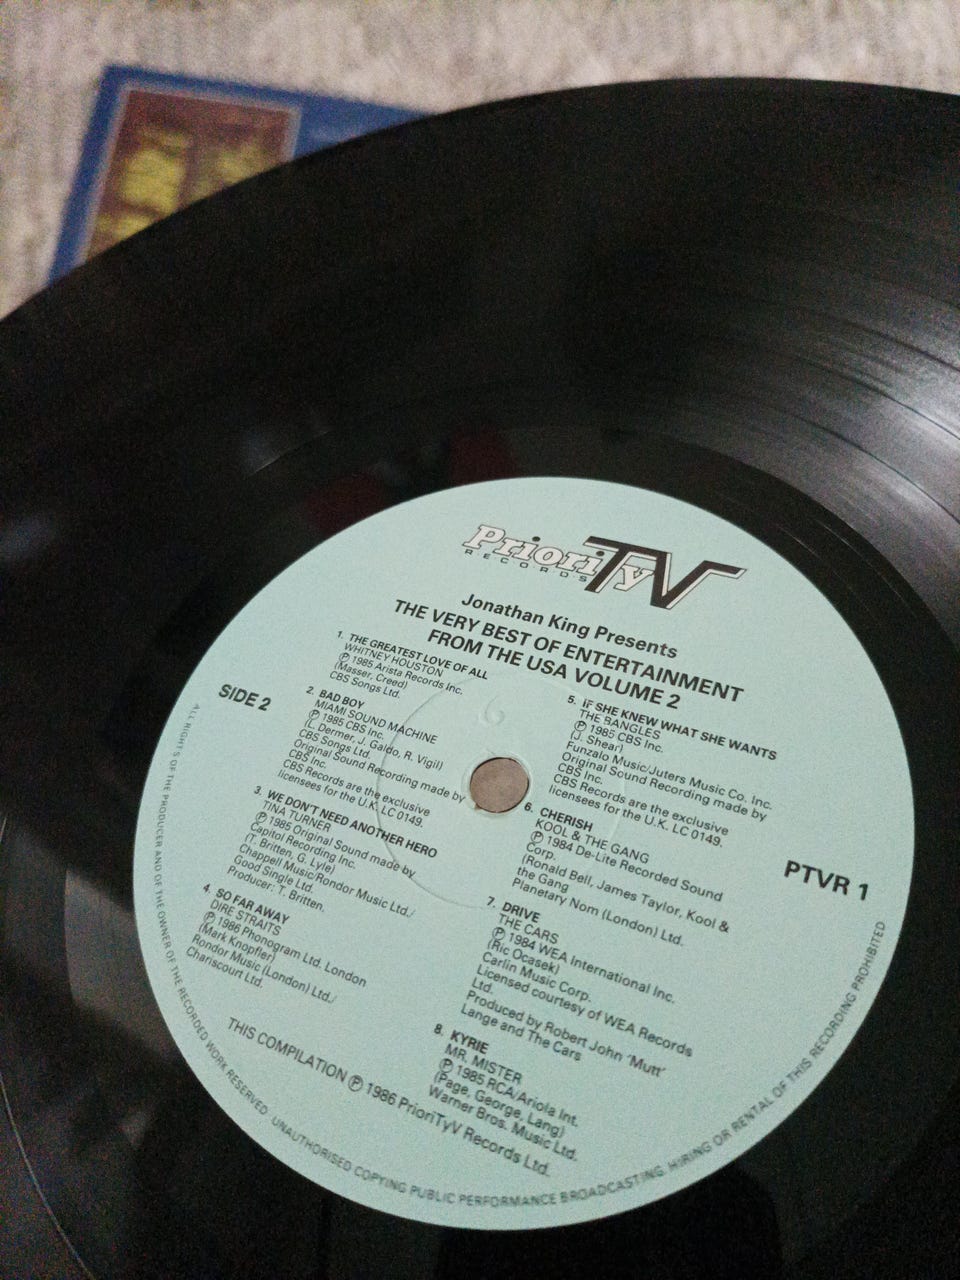 PrioriTyV
RECORDS
Jonathan King Presents
THE VERY BEST OF ENTERTAINMENT
FROM THE USA VOLUME 2
SIDE 2
PTVR 1
1. THE GREATEST LOVE OF ALL
WHITNEY HOUSTON
℗ 1985 Arista Records Inc.
(Masser, Creed)
CBS Songs Ltd.
2. BAD BOY
MIAMI SOUND MACHINE
℗ 1985 CBS Inc.
(L. Dermer, J. Galdo, R. Vigil)
CBS Songs Ltd.
Original Sound Recording made by
CBS Inc.
CBS Records are the exclusive
licensees for the U.K. LC 0149.
3. WE DON'T NEED ANOTHER HERO
TINA TURNER
℗ 1985 Original Sound made by
Capitol Recording Inc.
(T. Britten, G. Lyle)
Chappell Music/Rondor Music Ltd./
Good Single Ltd.
Producer: T. Britten.
4. SO FAR AWAY
DIRE STRAITS
℗ 1986 Phonogram Ltd. London
(Mark Knopfler)
Rondor Music (London) Ltd./
Chariscourt Ltd.
5. IF SHE KNEW WHAT SHE WANTS
THE BANGLES
℗ 1985 CBS Inc.
(J. Shear)
Funzalo Music/Juters Music Co. Inc.
Original Sound Recording made by
CBS Inc.
CBS Records are the exclusive
licensees for the U.K. LC 0149.
6. CHERISH
KOOL & THE GANG
℗ 1984 De-Lite Recorded Sound
Corp.
(Ronald Bell, James Taylor, Kool &
the Gang
Planetary Nom (London) Ltd.
7. DRIVE
THE CARS
℗ 1984 WEA International Inc.
(Ric Ocasek)
Carlin Music Corp.
Licensed courtesy of WEA Records
Ltd.
Produced by Robert John 'Mutt'
Lange and The Cars
8. KYRIE
MR. MISTER
℗ 1985 RCA/Ariola Int.
(Page, George, Lang)
Warner Bros. Music Ltd.
THIS COMPILATION ℗ 1986 PrioriTyV Records Ltd.
ALL RIGHTS OF THE PRODUCER AND OF THE OWNER OF THE RECORDED WORK RESERVED. UNAUTHORISED COPYING PUBLIC PERFORMANCE BROADCASTING. HIRING OR RENTAL OF THIS RECORDING PROHIBITED